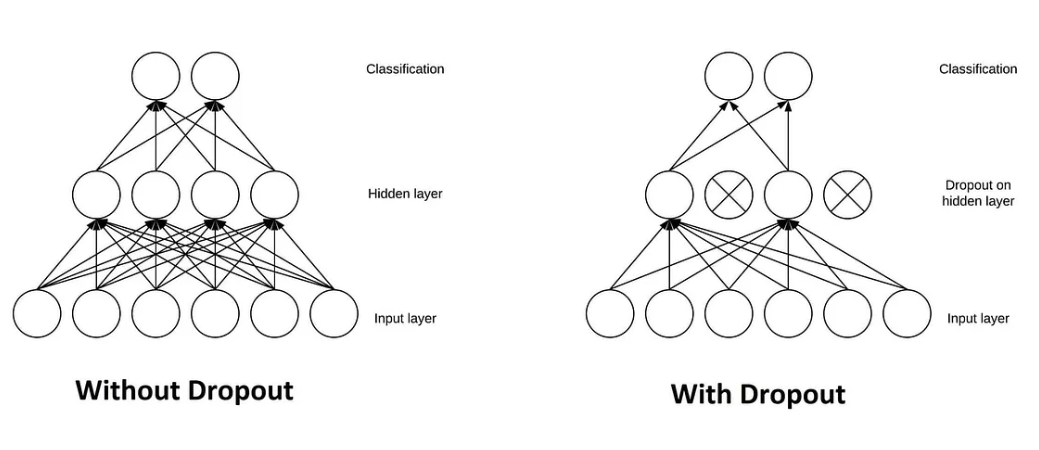 Classification
Hidden layer
Input layer
Without Dropout
Classification
Dropout on
hidden layer
Input layer
With Dropout